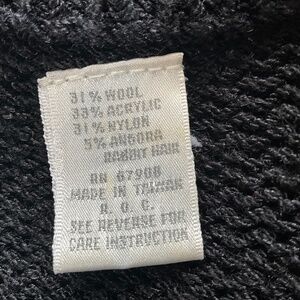 31% WOOL
33% ACRYLIC
31% NYLON
5% ANGORA
RABBIT HAIR
RN 67908
MADE IN TAIWAN
R. O. C.
SEE REVERSE FOR
CARE INSTRUCTION